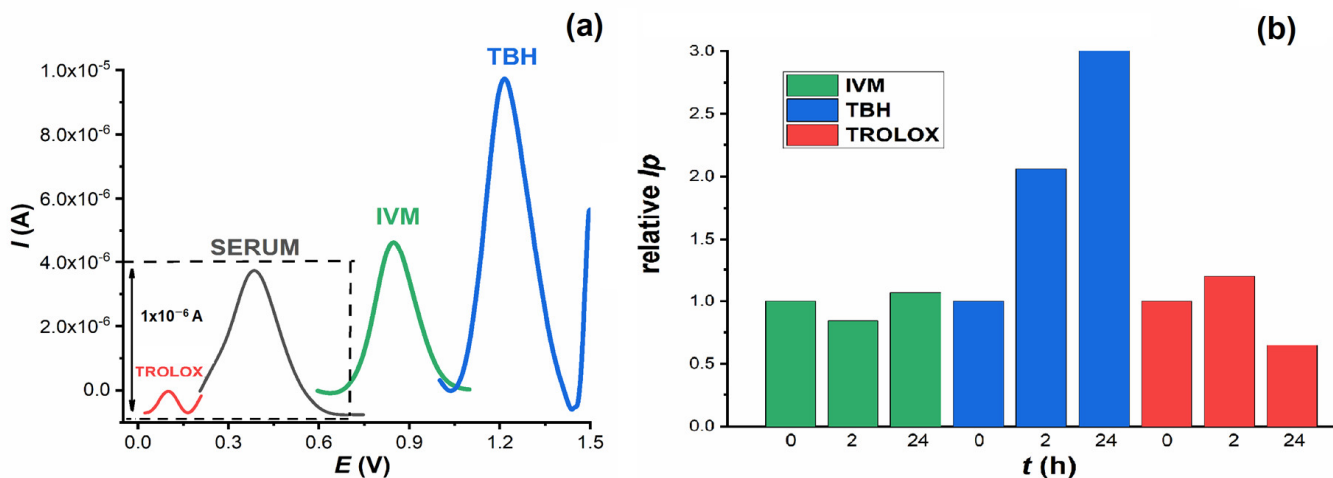 (a)
TBH
1.0x10⁻⁵
8.0x10⁻⁶
6.0x10⁻⁶
4.0x10⁻⁶
2.0x10⁻⁶
0.0
I (A)
IVM
SERUM
1x10⁻⁶ A
TROLOX
0.0 0.3 0.6 0.9 1.2 1.5
E (V)
(b)
3.0
2.5
2.0
1.5
1.0
0.5
0.0
relative Ip
IVM
TBH
TROLOX
0 2 24 0 2 24 0 2 24
t (h)